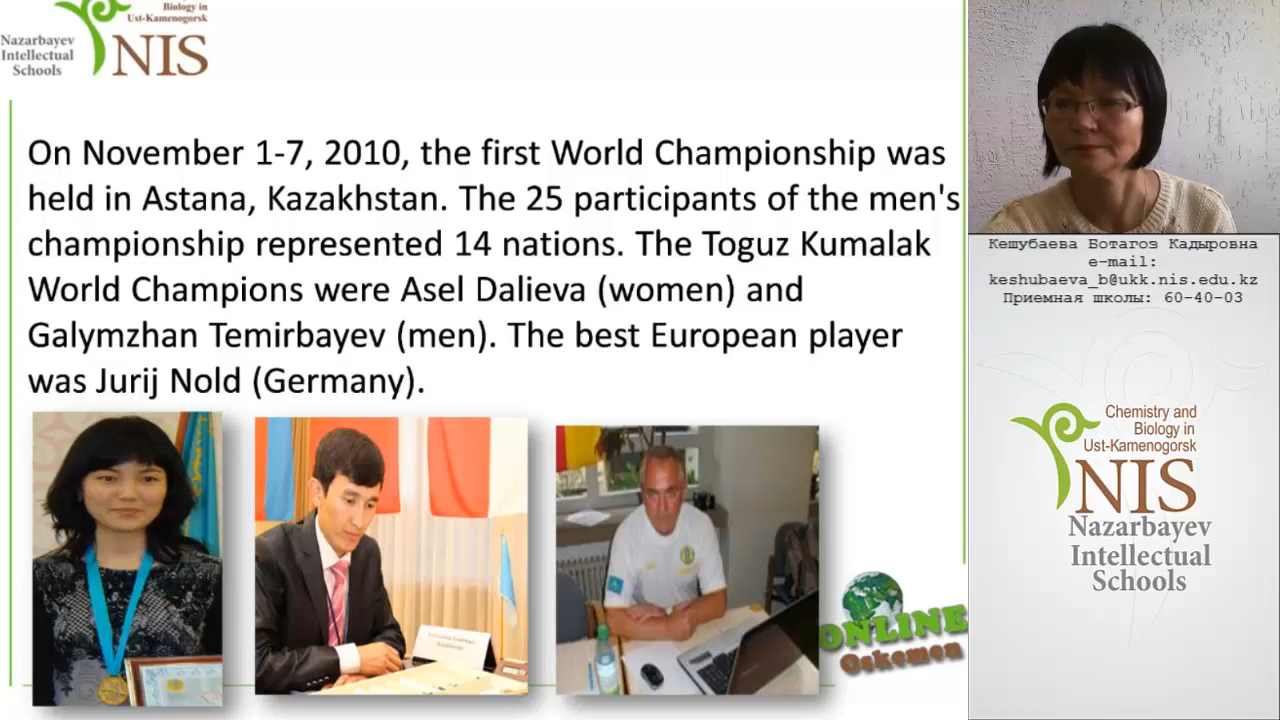 Biology in
Ust-Kamenogorsk
Nazarbayev
Intellectual
Schools
NIS
On November 1-7, 2010, the first World Championship was
held in Astana, Kazakhstan. The 25 participants of the men's
championship represented 14 nations. The Toguz Kumalak
World Champions were Asel Dalieva (women) and
Galymzhan Temirbayev (men). The best European player
was Jurij Nold (Germany).
ONLINE
Oskemen
Кешубаева Ботагоз Кадыровна
e-mail:
keshubaeva_b@ukk.nis.edu.kz
Приемная школы: 60-40-03
Chemistry and
Biology in
Ust-Kamenogorsk
NIS
Nazarbayev
Intellectual
Schools